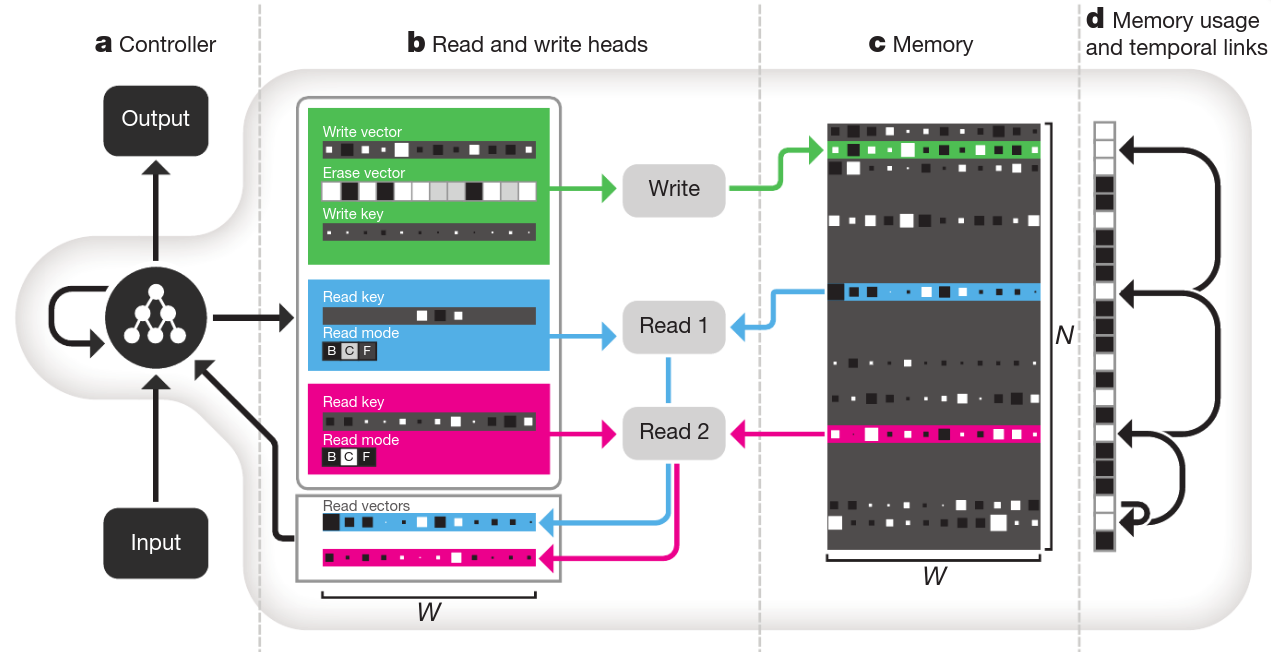 a Controller
b Read and write heads
c Memory
d Memory usage
and temporal links
Output
Input
Write vector
Erase vector
Write key
Read key
Read mode
B C F
Read key
Read mode
B C F
Read vectors
W
Write
Read 1
Read 2
N
W